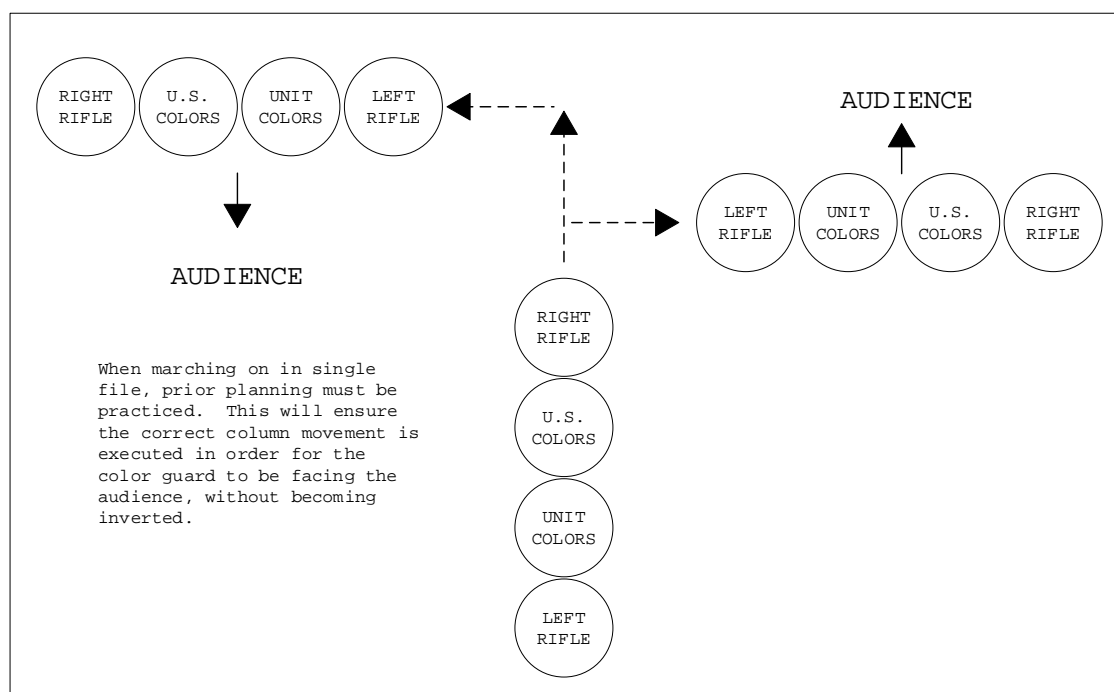 RIGHT
RIFLE
U.S.
COLORS
UNIT
COLORS
LEFT
RIFLE
AUDIENCE
AUDIENCE
LEFT
RIFLE
UNIT
COLORS
U.S.
COLORS
RIGHT
RIFLE
When marching on in single
file, prior planning must be
practiced.  This will ensure
the correct column movement is
executed in order for the
color guard to be facing the
audience, without becoming
inverted.
RIGHT
RIFLE
U.S.
COLORS
UNIT
COLORS
LEFT
RIFLE